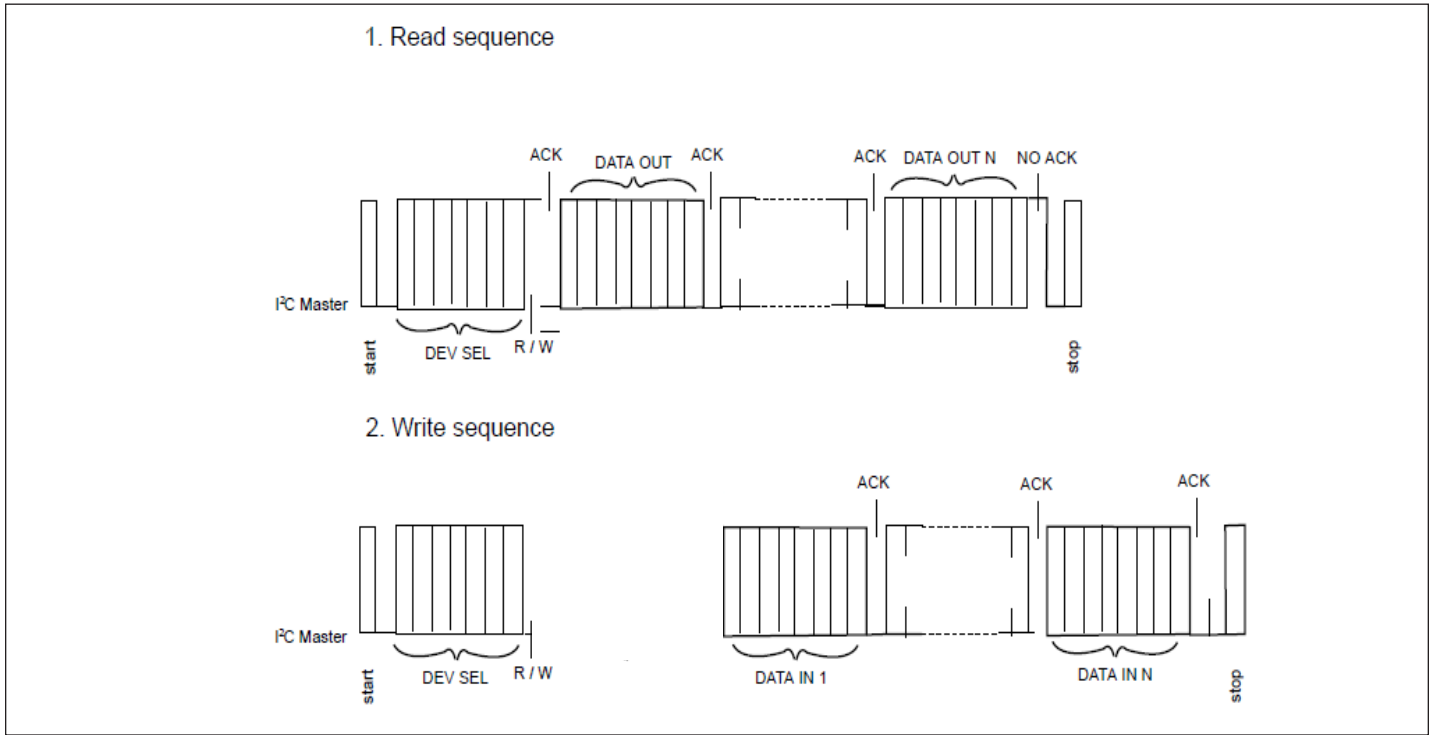 1. Read sequence
ACK DATA OUT ACK ACK DATA OUT N NO ACK
I²C Master
start DEV SEL R / W stop
2. Write sequence
ACK ACK ACK
I²C Master
start DEV SEL R / W DATA IN 1 DATA IN N stop